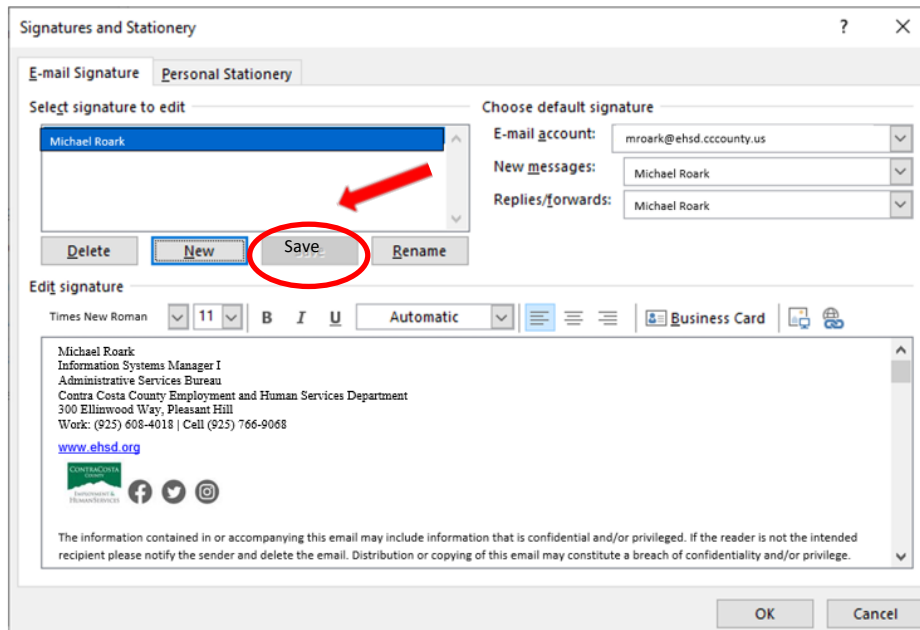 Signatures and Stationery ? X
E-mail Signature Personal Stationery
Select signature to edit
Michael Roark
Delete New Save Rename
Choose default signature
E-mail account: mroark@ehsd.cccounty.us
New messages: Michael Roark
Replies/forwards: Michael Roark
Edit signature
Times New Roman 11 B I U Automatic Business Card
Michael Roark
Information Systems Manager I
Administrative Services Bureau
Contra Costa County Employment and Human Services Department
300 Ellinwood Way, Pleasant Hill
Work: (925) 608-4018 | Cell (925) 766-9068
www.ehsd.org
CONTRACOSTA
COUNTY
EMPLOYMENT &
HUMANSERVICES
The information contained in or accompanying this email may include information that is confidential and/or privileged. If the reader is not the intended
recipient please notify the sender and delete the email. Distribution or copying of this email may constitute a breach of confidentiality and/or privilege.
OK Cancel